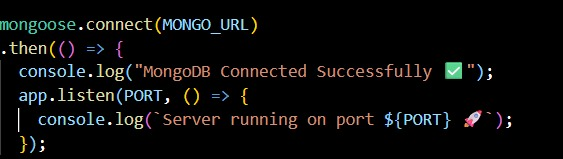 mongoose.connect(MONGO_URL)
.then(() => {
console.log("MongoDB Connected Successfully ✅");
app.listen(PORT, () => {
console.log(`Server running on port ${PORT} 🚀`);
});